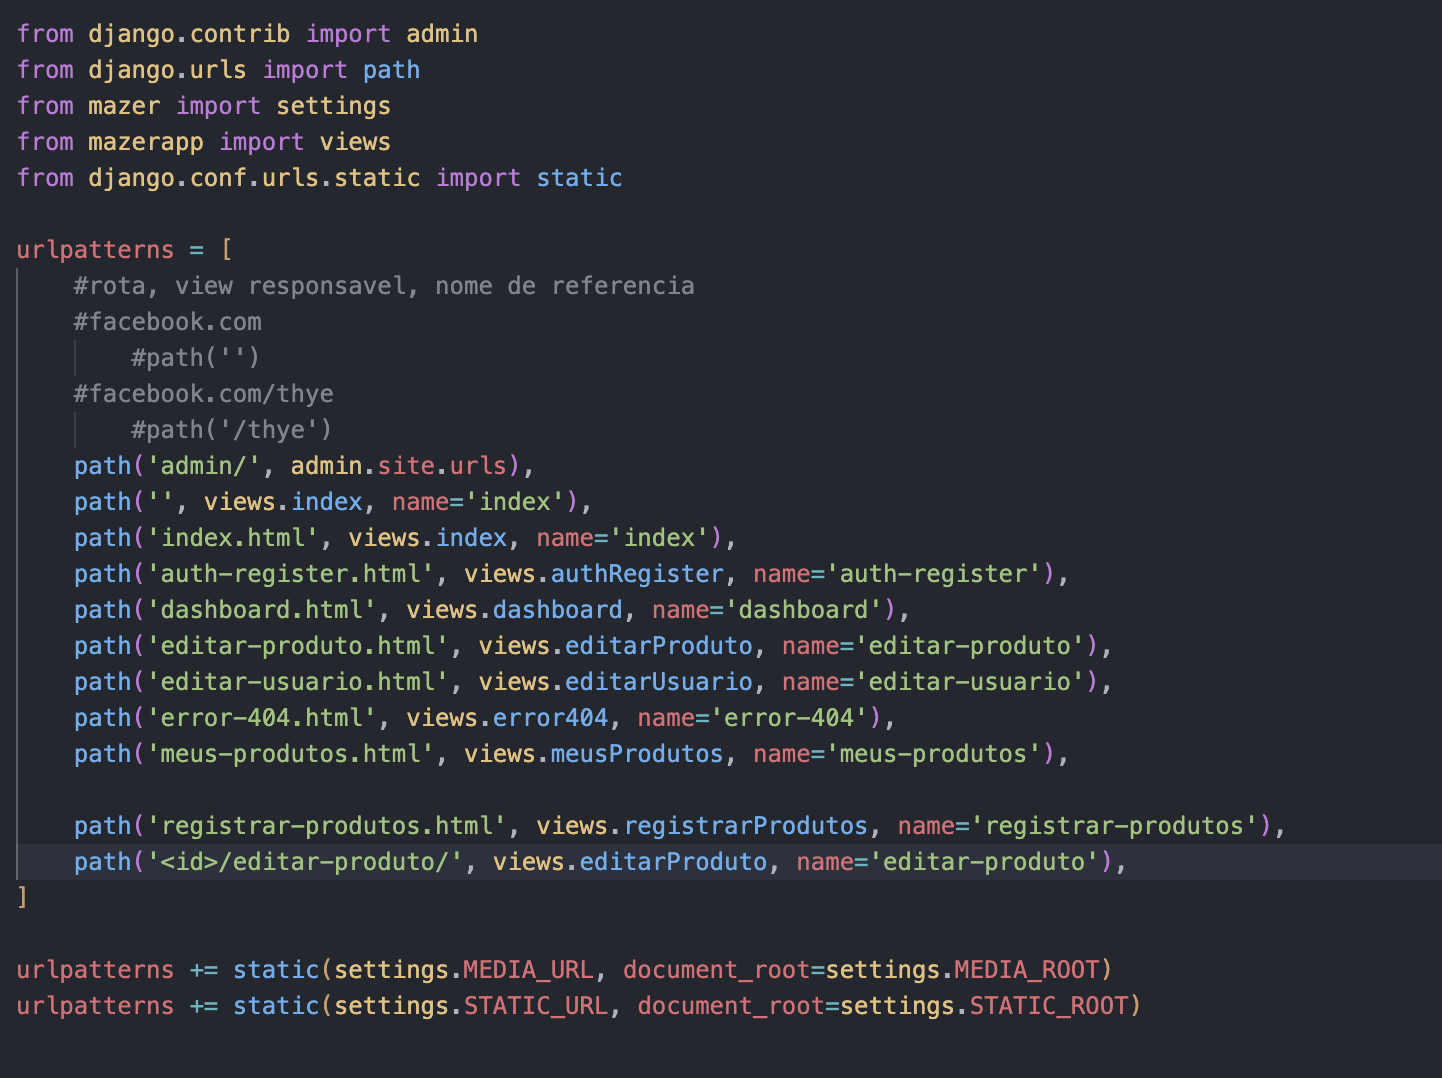 from django.contrib import admin
from django.urls import path
from mazer import settings
from mazerapp import views
from django.conf.urls.static import static
urlpatterns = [
#rota, view responsavel, nome de referencia
#facebook.com
#path('')
#facebook.com/thye
#path('/thye')
path('admin/', admin.site.urls),
path('', views.index, name='index'),
path('index.html', views.index, name='index'),
path('auth-register.html', views.authRegister, name='auth-register'),
path('dashboard.html', views.dashboard, name='dashboard'),
path('editar-produto.html', views.editarProduto, name='editar-produto'),
path('editar-usuario.html', views.editarUsuario, name='editar-usuario'),
path('error-404.html', views.error404, name='error-404'),
path('meus-produtos.html', views.meusProdutos, name='meus-produtos'),
path('registrar-produtos.html', views.registrarProdutos, name='registrar-produtos'),
path('<id>/editar-produto/', views.editarProduto, name='editar-produto'),
]
urlpatterns += static(settings.MEDIA_URL, document_root=settings.MEDIA_ROOT)
urlpatterns += static(settings.STATIC_URL, document_root=settings.STATIC_ROOT)